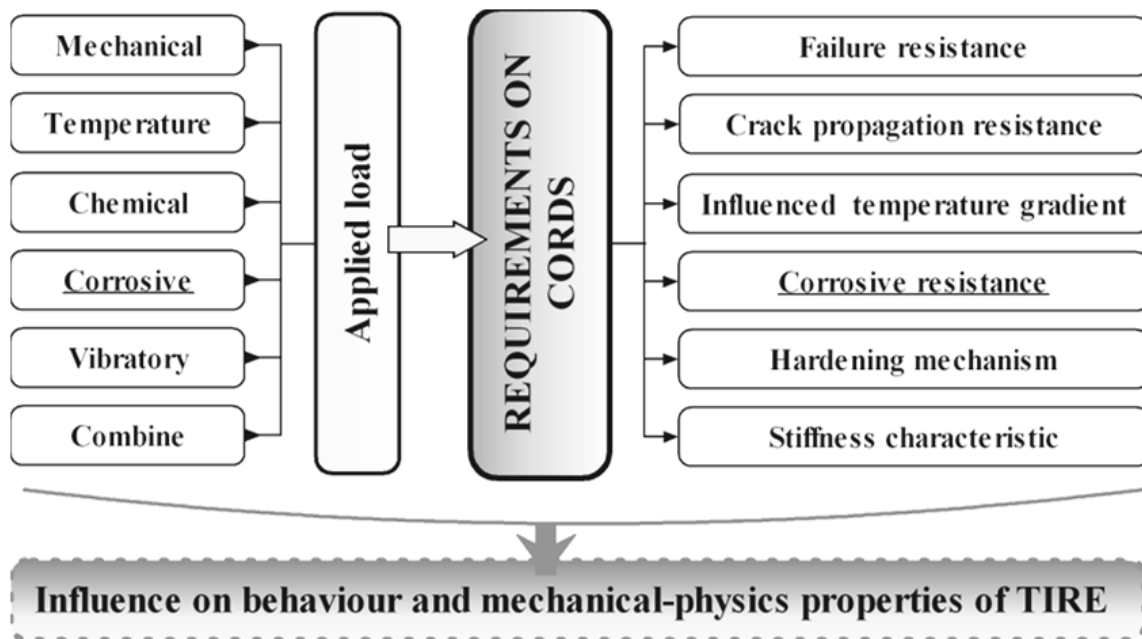 Mechanical
Temperature
Chemical
Corrosive
Vibratory
Combine
Applied load
REQUIREMENTS ON
CORDS
Failure resistance
Crack propagation resistance
Influenced temperature gradient
Corrosive resistance
Hardening mechanism
Stiffness characteristic
Influence on behaviour and mechanical-physics properties of TIRE